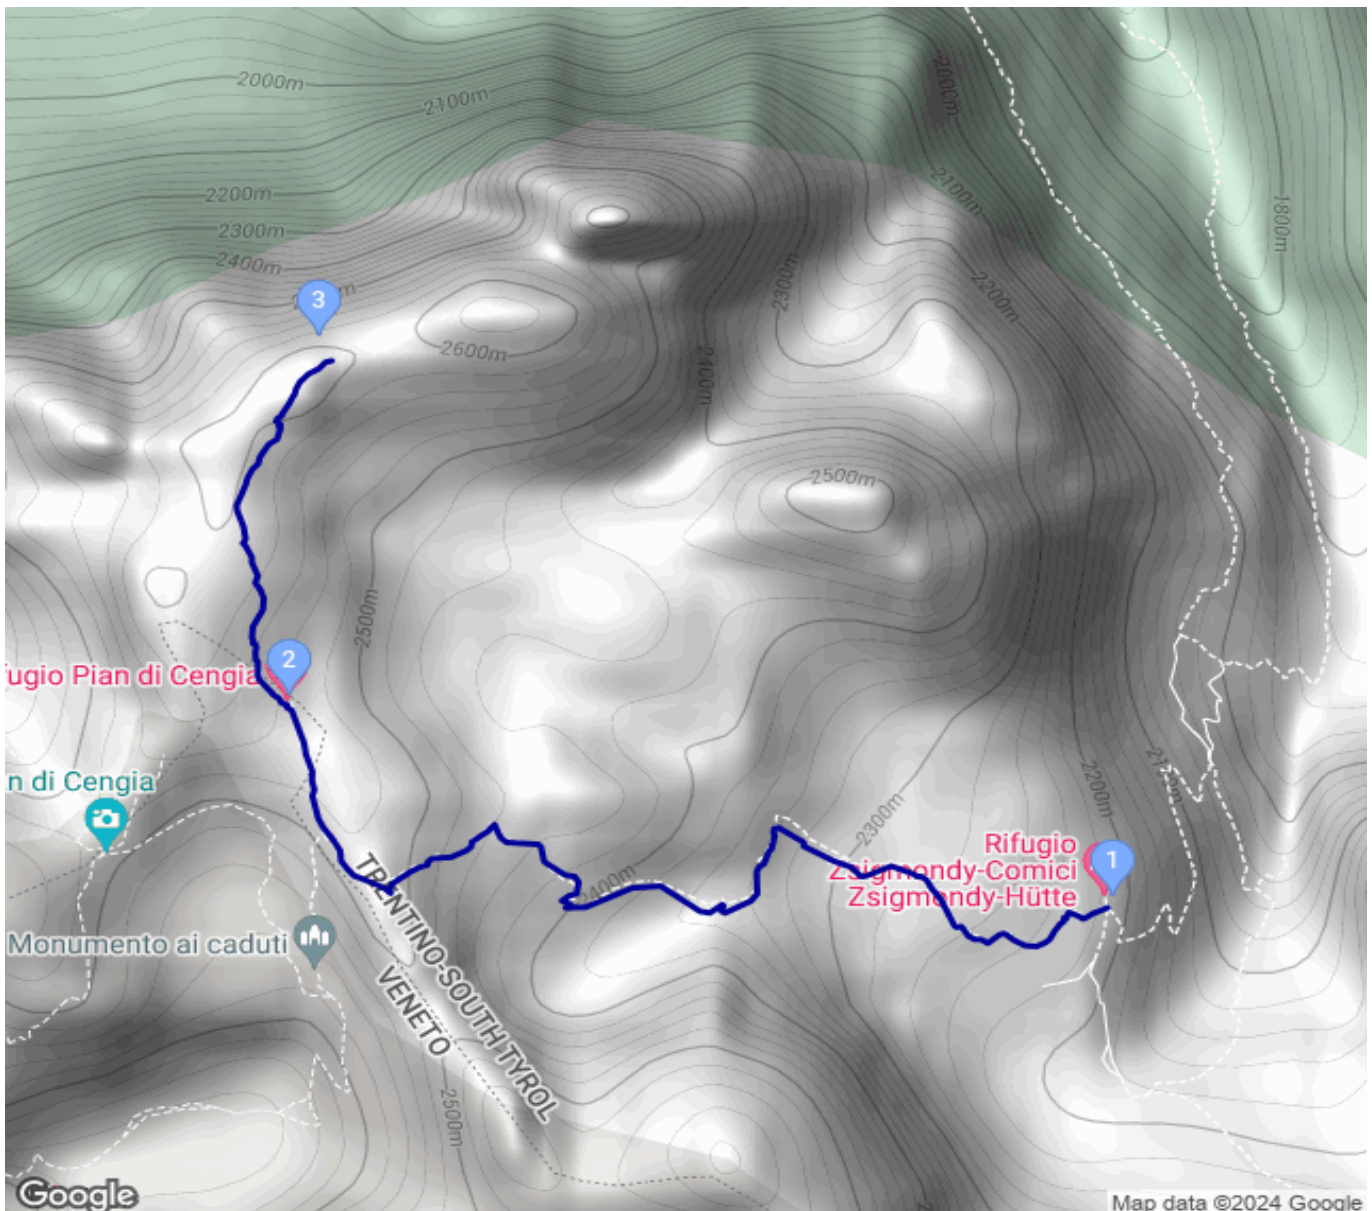 2000m
2100m
2000m
2200m
2300m
2400m
2100m
1800m
3
2300m
2200m
2600m
2400m
2500m
2500m
2
fugio Pian di Cengia
n di Cengia
2200m
2300m
Rifugio
Zsigmondy-Comici
Zsigmondy-Hütte
1
2400m
TRENTINO-SOUTH TYROL
VENETO
Monumento ai caduti
2500m
Google
Map data ©2024 Google